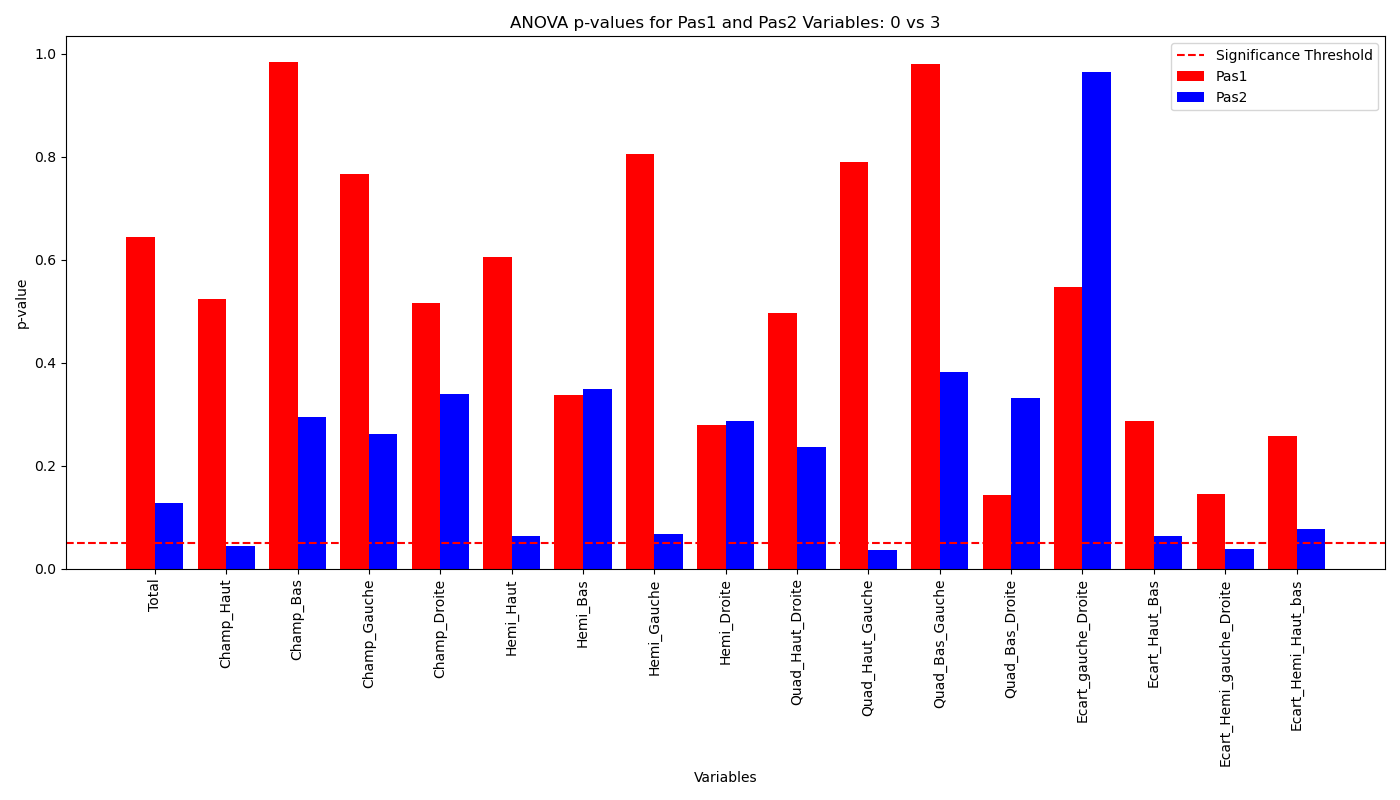 ANOVA p-values for Pas1 and Pas2 Variables: 0 vs 3
Significance Threshold
Pas1
Pas2
p-value
1.0
0.8
0.6
0.4
0.2
0.0
Total
Champ_Haut
Champ_Bas
Champ_Gauche
Champ_Droite
Hemi_Haut
Hemi_Bas
Hemi_Gauche
Hemi_Droite
Quad_Haut_Droite
Quad_Haut_Gauche
Quad_Bas_Gauche
Quad_Bas_Droite
Ecart_gauche_Droite
Ecart_Haut_Bas
Ecart_Hemi_gauche_Droite
Ecart_Hemi_Haut_bas
Variables